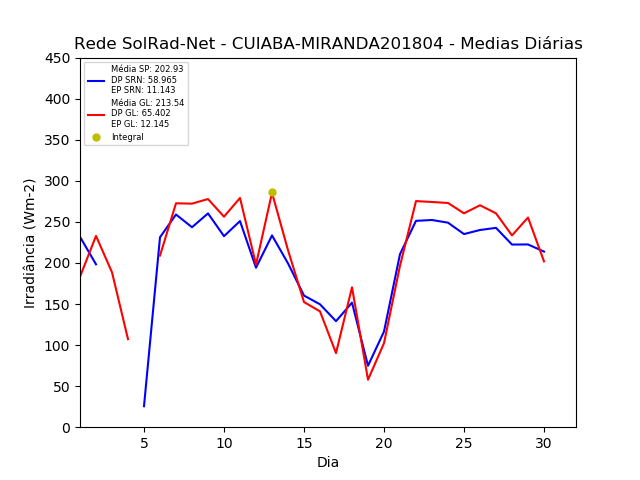 Rede SolRad-Net - CUIABA-MIRANDA201804 - Medias Diárias
450
400
350
300
250
200
150
100
50
0
Irradiância (Wm-2)
Média SP: 202.93
DP SRN: 58.965
EP SRN: 11.143
Média GL: 213.54
DP GL: 65.402
EP GL: 12.145
Integral
5
10
15
20
25
30
Dia